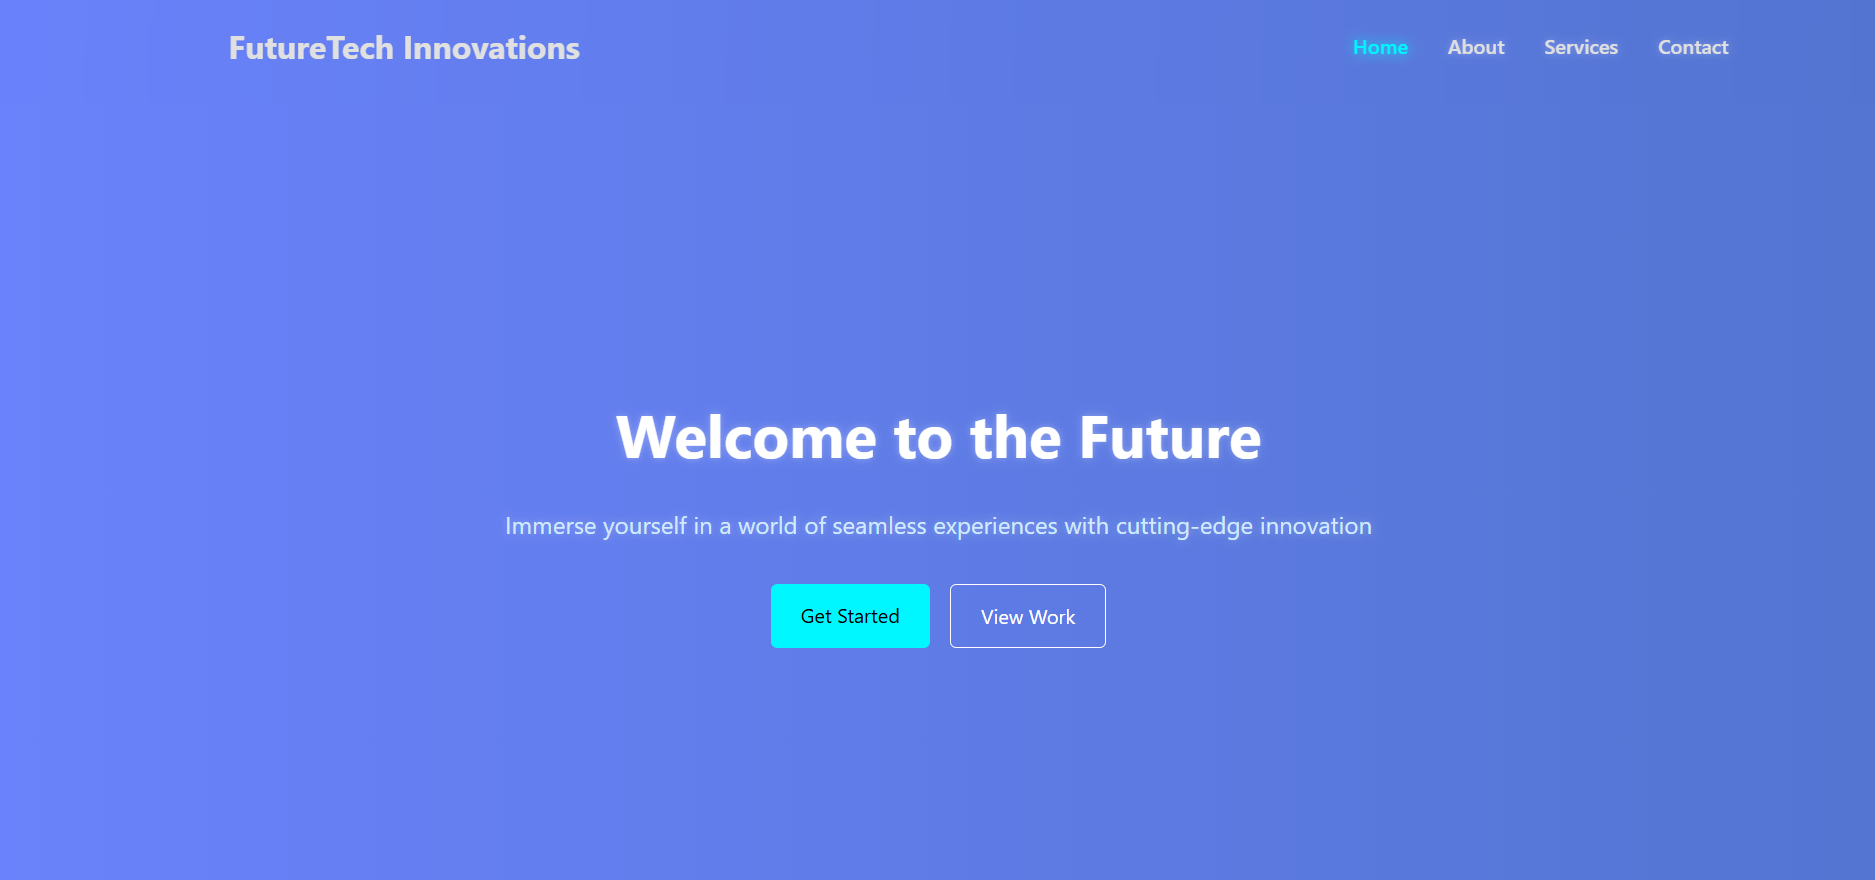 FutureTech Innovations
Home About Services Contact
Welcome to the Future
Immerse yourself in a world of seamless experiences with cutting-edge innovation
Get Started View Work